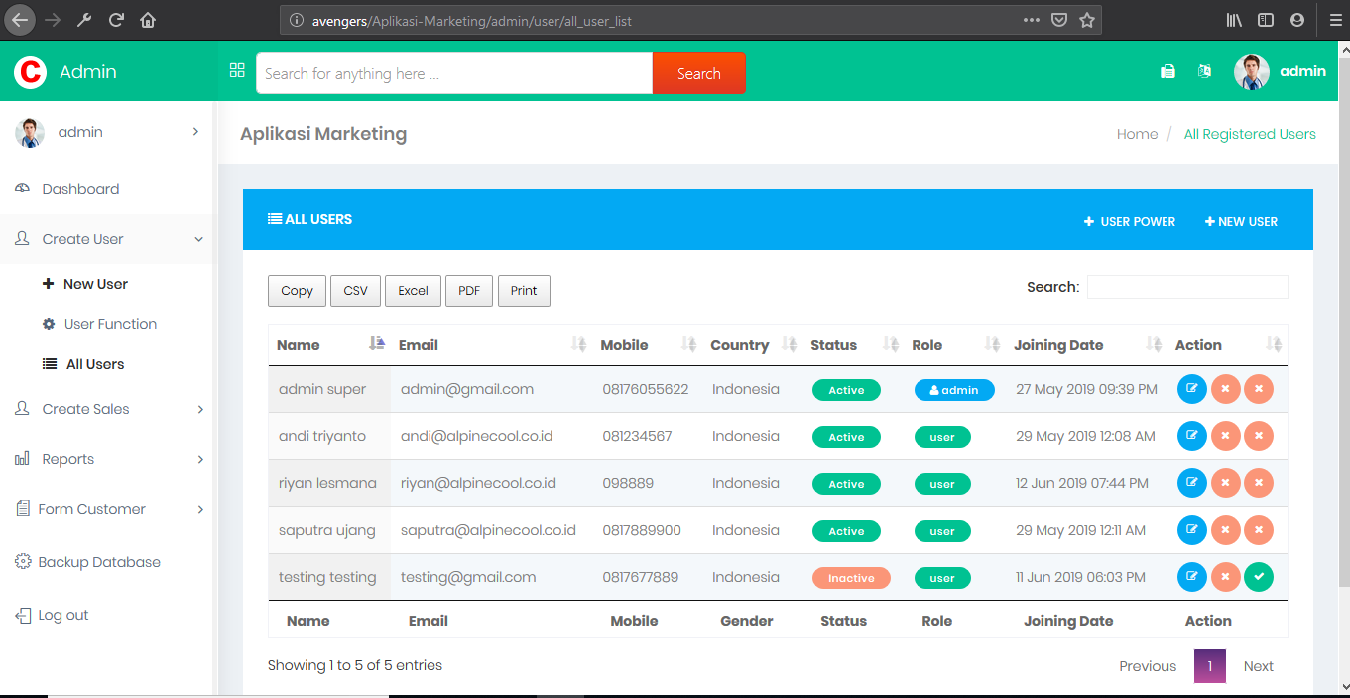 avengers/Aplikasi-Marketing/admin/user/all_user_list
C Admin
Search for anything here ...
Search
admin
admin
Aplikasi Marketing
Home / All Registered Users
Dashboard
Create User
New User
User Function
All Users
Create Sales
Reports
Form Customer
Backup Database
Log out
ALL USERS
USER POWER
NEW USER
Copy CSV Excel PDF Print
Search:
Name Email Mobile Country Status Role Joining Date Action
admin super admin@gmail.com 08176055622 Indonesia Active admin 27 May 2019 09:39 PM
andi triyanto andi@alpinecool.co.id 081234567 Indonesia Active user 29 May 2019 12:08 AM
riyan lesmana riyan@alpinecool.co.id 098889 Indonesia Active user 12 Jun 2019 07:44 PM
saputra ujang saputra@alpinecool.co.id 0817889900 Indonesia Active user 29 May 2019 12:11 AM
testing testing testing@gmail.com 0817677889 Indonesia Inactive user 11 Jun 2019 06:03 PM
Name Email Mobile Gender Status Role Joining Date Action
Showing 1 to 5 of 5 entries
Previous 1 Next